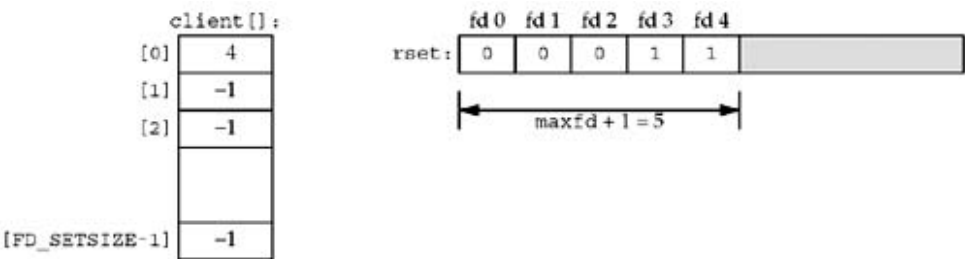 client[]:
[0] 4
[1] −1
[2] −1
[FD_SETSIZE-1] −1
fd 0 fd 1 fd 2 fd 3 fd 4
rset: 0 0 0 1 1
maxfd + 1 = 5